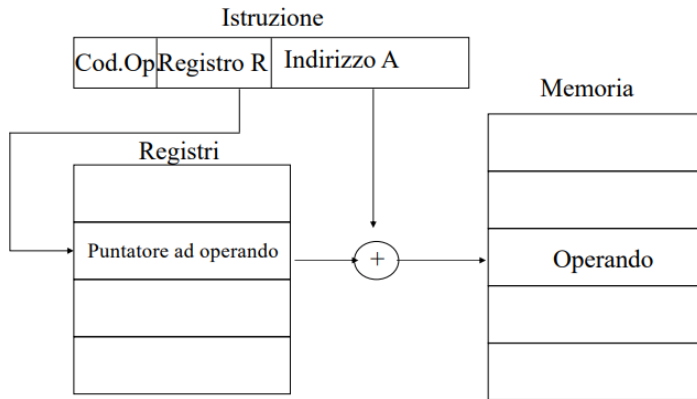 Istruzione
Cod.Op. Registro R Indirizzo A
Memoria
Registri
Puntatore ad operando
+
Operando